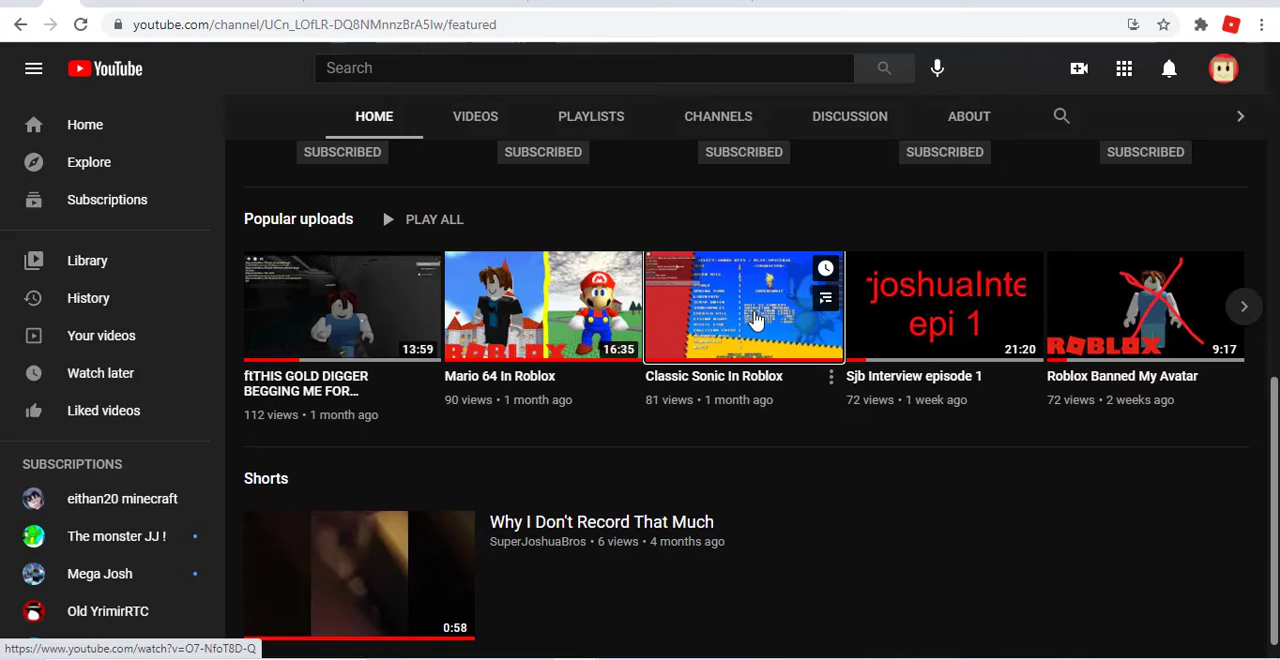 youtube.com/channel/UCn_LOfLR-DQ8NMnnzBrA5Iw/featured
YouTube
Search
HOME
VIDEOS
PLAYLISTS
CHANNELS
DISCUSSION
ABOUT
Home
Explore
Subscriptions
Library
History
Your videos
Watch later
Liked videos
SUBSCRIPTIONS
eithan20 minecraft
The monster JJ !
Mega Josh
Old YrimirRTC
SUBSCRIBED
SUBSCRIBED
SUBSCRIBED
SUBSCRIBED
SUBSCRIBED
Popular uploads
PLAY ALL
13:59
ftTHIS GOLD DIGGER
BEGGING ME FOR...
112 views • 1 month ago
ROBLOX
16:35
Mario 64 In Roblox
90 views • 1 month ago
Classic Sonic In Roblox
81 views • 1 month ago
rjoshuaInte
epi 1
21:20
Sjb Interview episode 1
72 views • 1 week ago
ROBLOX
9:17
Roblox Banned My Avatar
72 views • 2 weeks ago
Shorts
0:58
Why I Don't Record That Much
SuperJoshuaBros • 6 views • 4 months ago
https://www.youtube.com/watch?v=O7-NfoT8D-Q